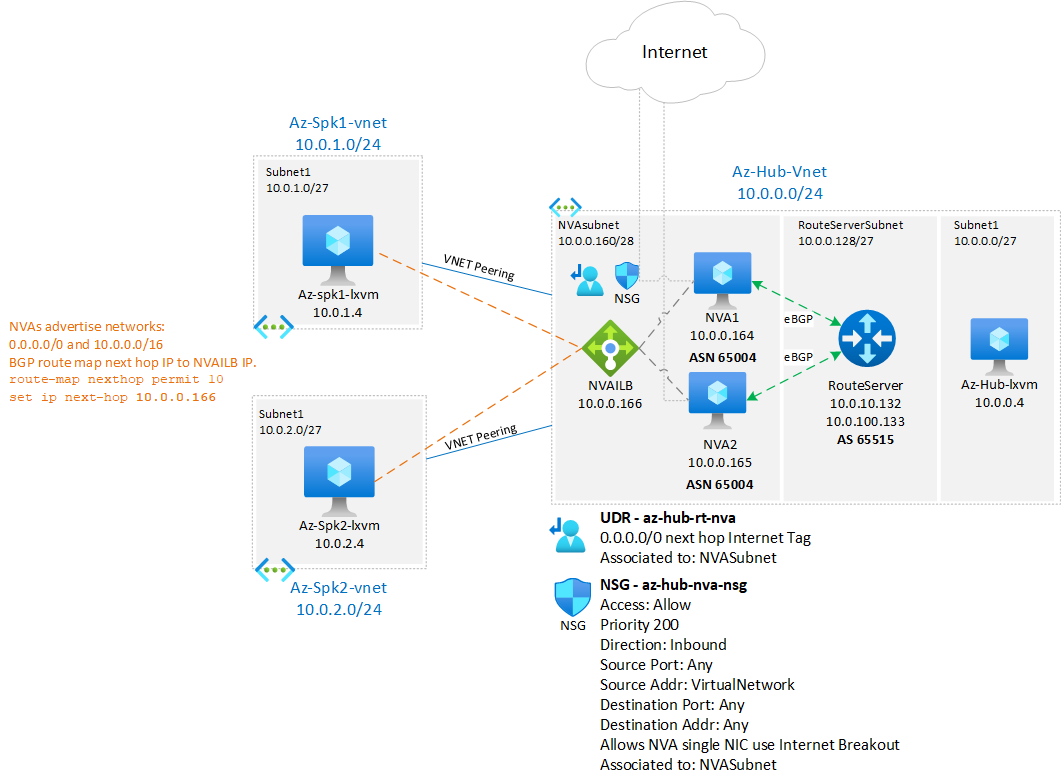 Internet
Az-Spk1-vnet
10.0.1.0/24
Subnet1
10.0.1.0/27
Az-spk1-lxvm
10.0.1.4
VNET Peering
Az-Hub-Vnet
10.0.0.0/24
NVAsubnet
10.0.0.160/28
NSG
NVA1
10.0.0.164
ASN 65004
NVAILB
10.0.0.166
NVA2
10.0.0.165
ASN 65004
RouteServerSubnet
10.0.0.128/27
eBGP
eBGP
RouteServer
10.0.10.132
10.0.100.133
AS 65515
Subnet1
10.0.0.0/27
Az-Hub-lxvm
10.0.0.4
NVAs advertise networks:
0.0.0.0/0 and 10.0.0.0/16
BGP route map next hop IP to NVAILB IP.
route-map nexthop permit 10
set ip next-hop 10.0.0.166
Subnet1
10.0.2.0/27
Az-Spk2-lxvm
10.0.2.4
VNET Peering
Az-Spk2-vnet
10.0.2.0/24
UDR - az-hub-rt-nva
0.0.0.0/0 next hop Internet Tag
Associated to: NVASubnet
NSG
NSG - az-hub-nva-nsg
Access: Allow
Priority 200
Direction: Inbound
Source Port: Any
Source Addr: VirtualNetwork
Destination Port: Any
Destination Addr: Any
Allows NVA single NIC use Internet Breakout
Associated to: NVASubnet